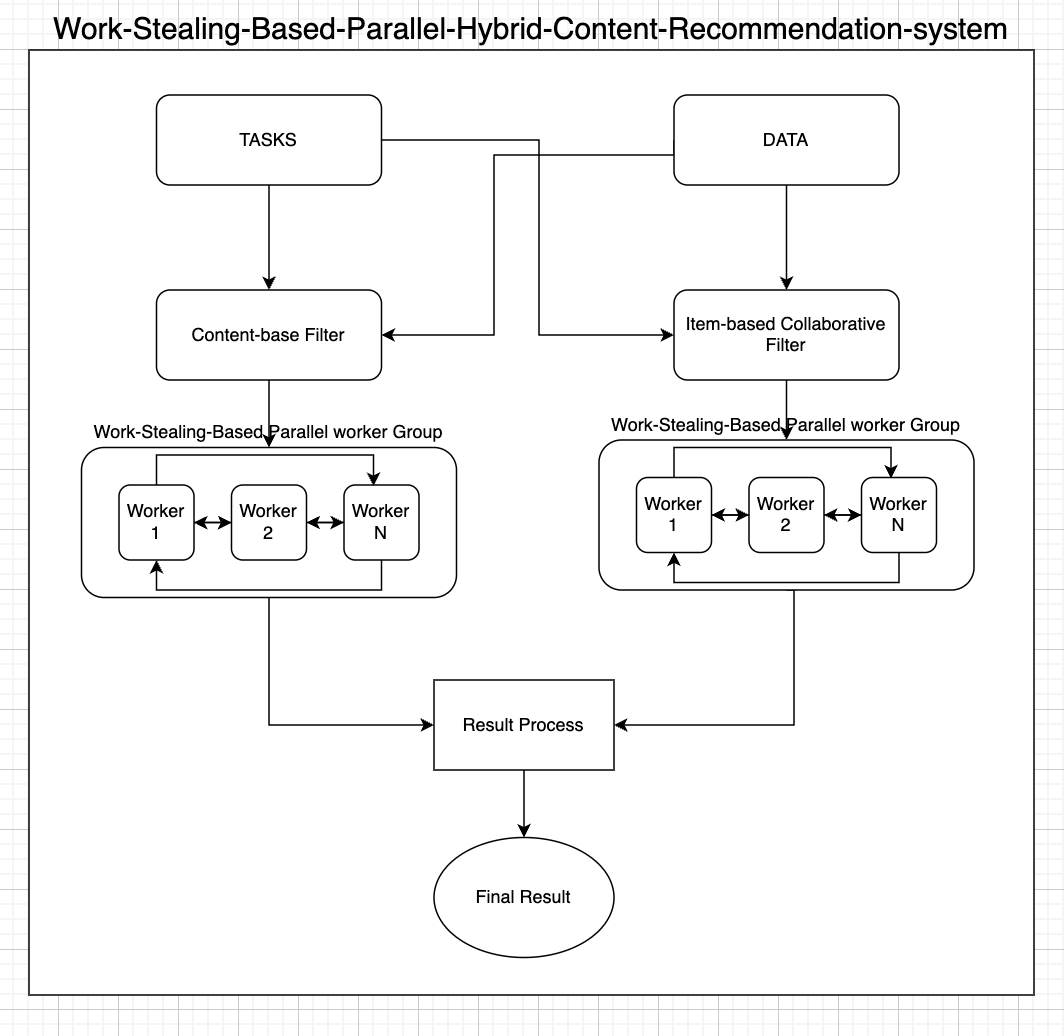 Work-Stealing-Based-Parallel-Hybrid-Content-Recommendation-system
TASKS
DATA
Content-base Filter
Item-based Collaborative
Filter
Work-Stealing-Based Parallel worker Group
Worker
1
Worker
2
Worker
N
Work-Stealing-Based Parallel worker Group
Worker
1
Worker
2
Worker
N
Result Process
Final Result